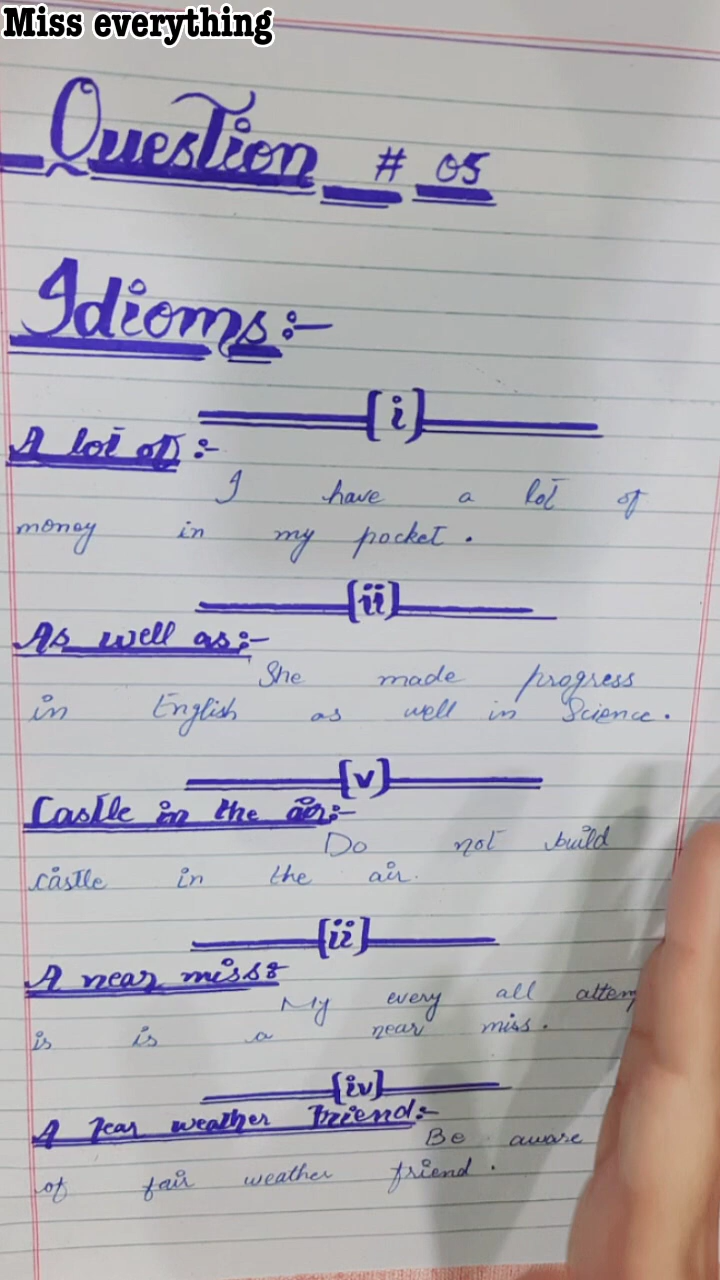 Miss everything
Question # 05
Idioms:-
[i]
A lot of:-
I have a lot of
money in my pocket.
[ii]
As well as:-
She made progress
in English as well in Science.
[v]
Castle in the air:-
Do not build
castle in the air.
[ii]
A near miss:
My every all attem
is is a near miss.
[iv]
A fear weather friend:-
Be aware
of fair weather friend.